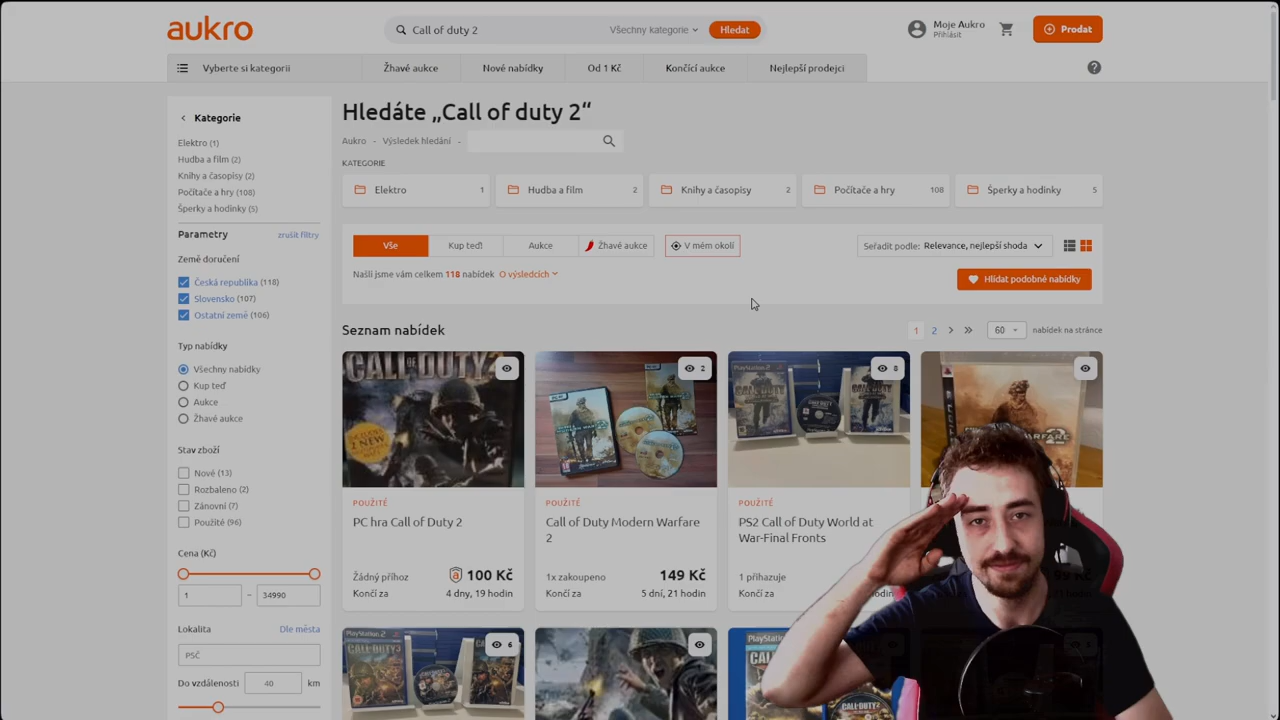 aukro
Call of duty 2
Všechny kategorie
Hledat
Moje Aukro
Přihlásit
Prodat
Vyberte si kategorii
Žhavé aukce
Nové nabídky
Od 1 Kč
Končící aukce
Nejlepší prodejci
Kategorie
Elektro (1)
Hudba a film (2)
Knihy a časopisy (2)
Počítače a hry (108)
Šperky a hodinky (5)
Parametry
zrušit filtry
Země doručení
Česká republika (118)
Slovensko (107)
Ostatní země (106)
Typ nabídky
Všechny nabídky
Kup teď
Aukce
Žhavé aukce
Stav zboží
Nové (13)
Rozbaleno (2)
Zánovní (7)
Použité (96)
Cena (Kč)
1 – 34990
Lokalita
Dle města
PSČ
Do vzdálenosti 40 km
Hledáte „Call of duty 2“
Aukro - Výsledek hledání -
KATEGORIE
Elektro 1
Hudba a film 2
Knihy a časopisy 2
Počítače a hry 108
Šperky a hodinky 5
Vše
Kup teď!
Aukce
Žhavé aukce
V mém okolí
Seřadit podle: Relevance, nejlepší shoda
Našli jsme vám celkem 118 nabídek O výsledcích
Hlídat podobné nabídky
Seznam nabídek
1 2
60 nabídek na stránce
CALL OF DUTY 2
2
8
POUŽITÉ
PC hra Call of Duty 2
Žádný příhoz 100 Kč
Končí za 4 dny, 19 hodin
POUŽITÉ
Call of Duty Modern Warfare
2
1x zakoupeno 149 Kč
Končí za 5 dní, 21 hodin
POUŽITÉ
PS2 Call of Duty World at
War-Final Fronts
1 přihazuje
Končí za
99 Kč
6